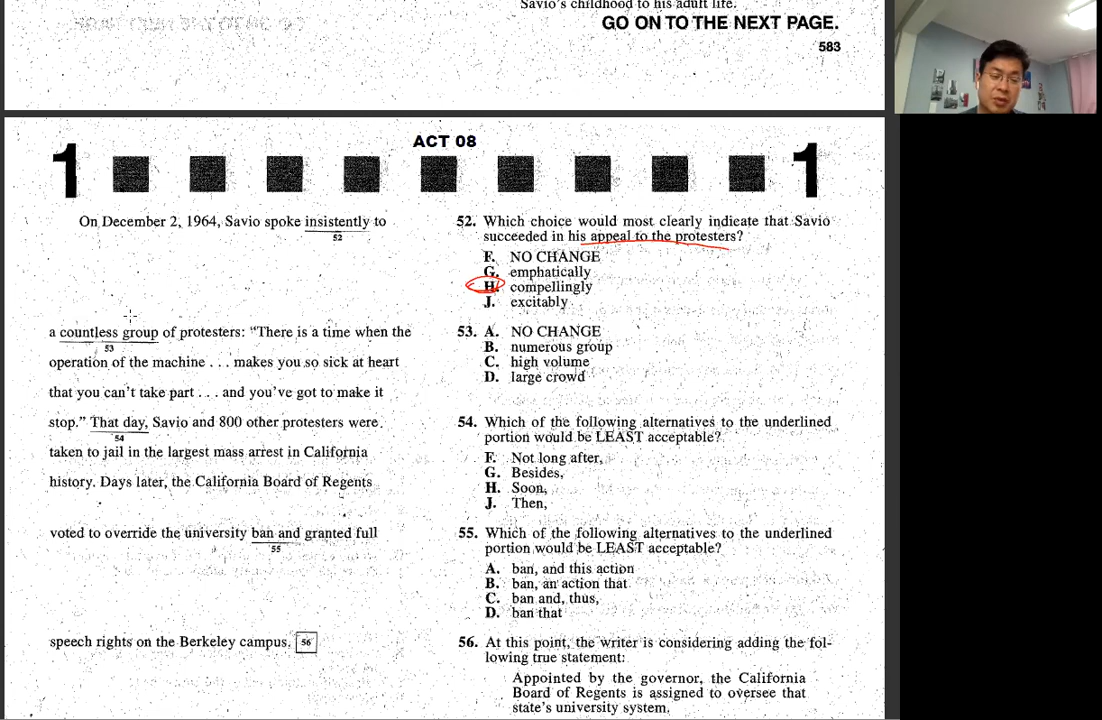 Savio's childhood to his adult life.
GO ON TO THE NEXT PAGE.
583
ACT 08
1 1
On December 2, 1964, Savio spoke insistently to
52
a countless group of protesters: "There is a time when the
53
operation of the machine . . . makes you so sick at heart
that you can't take part . . . and you've got to make it
stop." That day, Savio and 800 other protesters were
54
taken to jail in the largest mass arrest in California
history. Days later, the California Board of Regents
voted to override the university ban and granted full
55
speech rights on the Berkeley campus. 56
52. Which choice would most clearly indicate that Savio
succeeded in his appeal to the protesters?
F. NO CHANGE
G. emphatically
H. compellingly
J. excitably
53. A. NO CHANGE
B. numerous group
C. high volume
D. large crowd
54. Which of the following alternatives to the underlined
portion would be LEAST acceptable?
F. Not long after,
G. Besides,
H. Soon,
J. Then,
55. Which of the following alternatives to the underlined
portion would be LEAST acceptable?
A. ban, and this action
B. ban, an action that
C. ban and, thus,
D. ban that
56. At this point, the writer is considering adding the fol-
lowing true statement:
Appointed by the governor, the California
Board of Regents is assigned to oversee that
state's university system.